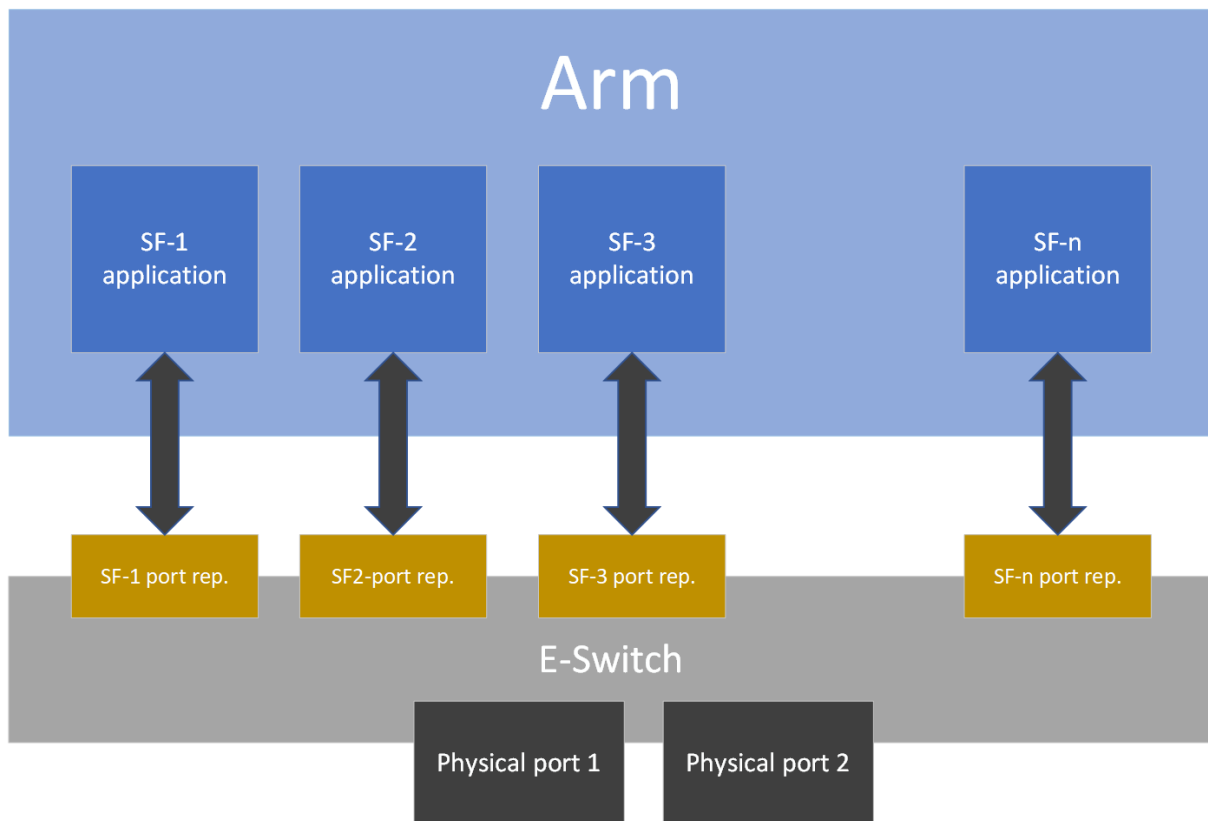 Arm
SF-1
application
SF-2
application
SF-3
application
SF-n
application
SF-1 port rep.
SF2-port rep.
SF-3 port rep.
SF-n port rep.
E-Switch
Physical port 1
Physical port 2